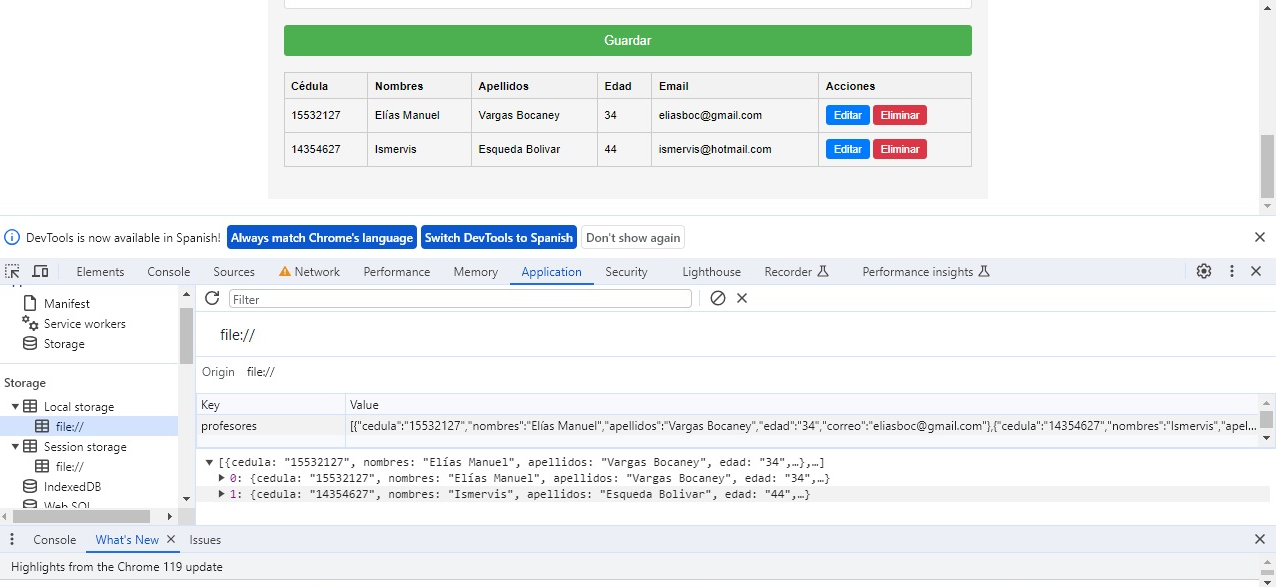 Guardar
Cédula Nombres Apellidos Edad Email Acciones
15532127 Elías Manuel Vargas Bocaney 34 eliasboc@gmail.com Editar Eliminar
14354627 Ismervis Esqueda Bolivar 44 ismervis@hotmail.com Editar Eliminar
DevTools is now available in Spanish! Always match Chrome's language Switch DevTools to Spanish Don't show again
Elements Console Sources Network Performance Memory Application Security Lighthouse Recorder Performance insights
Manifest
Service workers
Storage
Storage
Local storage
file://
Session storage
file://
IndexedDB
Web SQL
Filter
file://
Origin file://
Key Value
profesores [{"cedula":"15532127","nombres":"Elías Manuel","apellidos":"Vargas Bocaney","edad":"34","correo":"eliasboc@gmail.com"},{"cedula":"14354627","nombres":"Ismervis","apel...
[{cedula: "15532127", nombres: "Elías Manuel", apellidos: "Vargas Bocaney", edad: "34",…},…]
0: {cedula: "15532127", nombres: "Elías Manuel", apellidos: "Vargas Bocaney", edad: "34",…}
1: {cedula: "14354627", nombres: "Ismervis", apellidos: "Esqueda Bolivar", edad: "44",…}
Console What's New Issues
Highlights from the Chrome 119 update